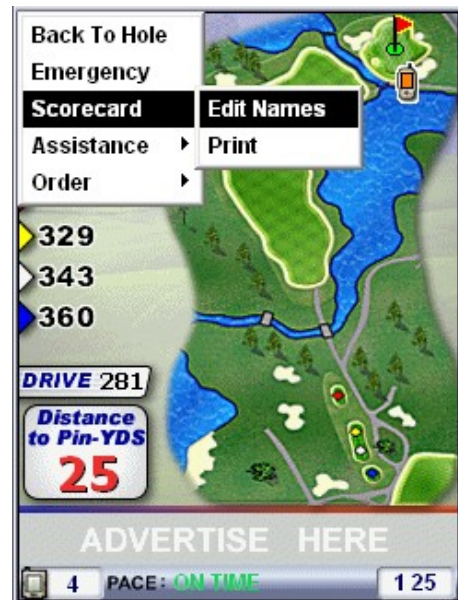 Back To Hole
Emergency
Scorecard
Edit Names
Assistance
Print
Order
329
343
360
DRIVE 281
Distance
to Pin-YDS
25
ADVERTISE HERE
4 PACE: ON TIME 1 25